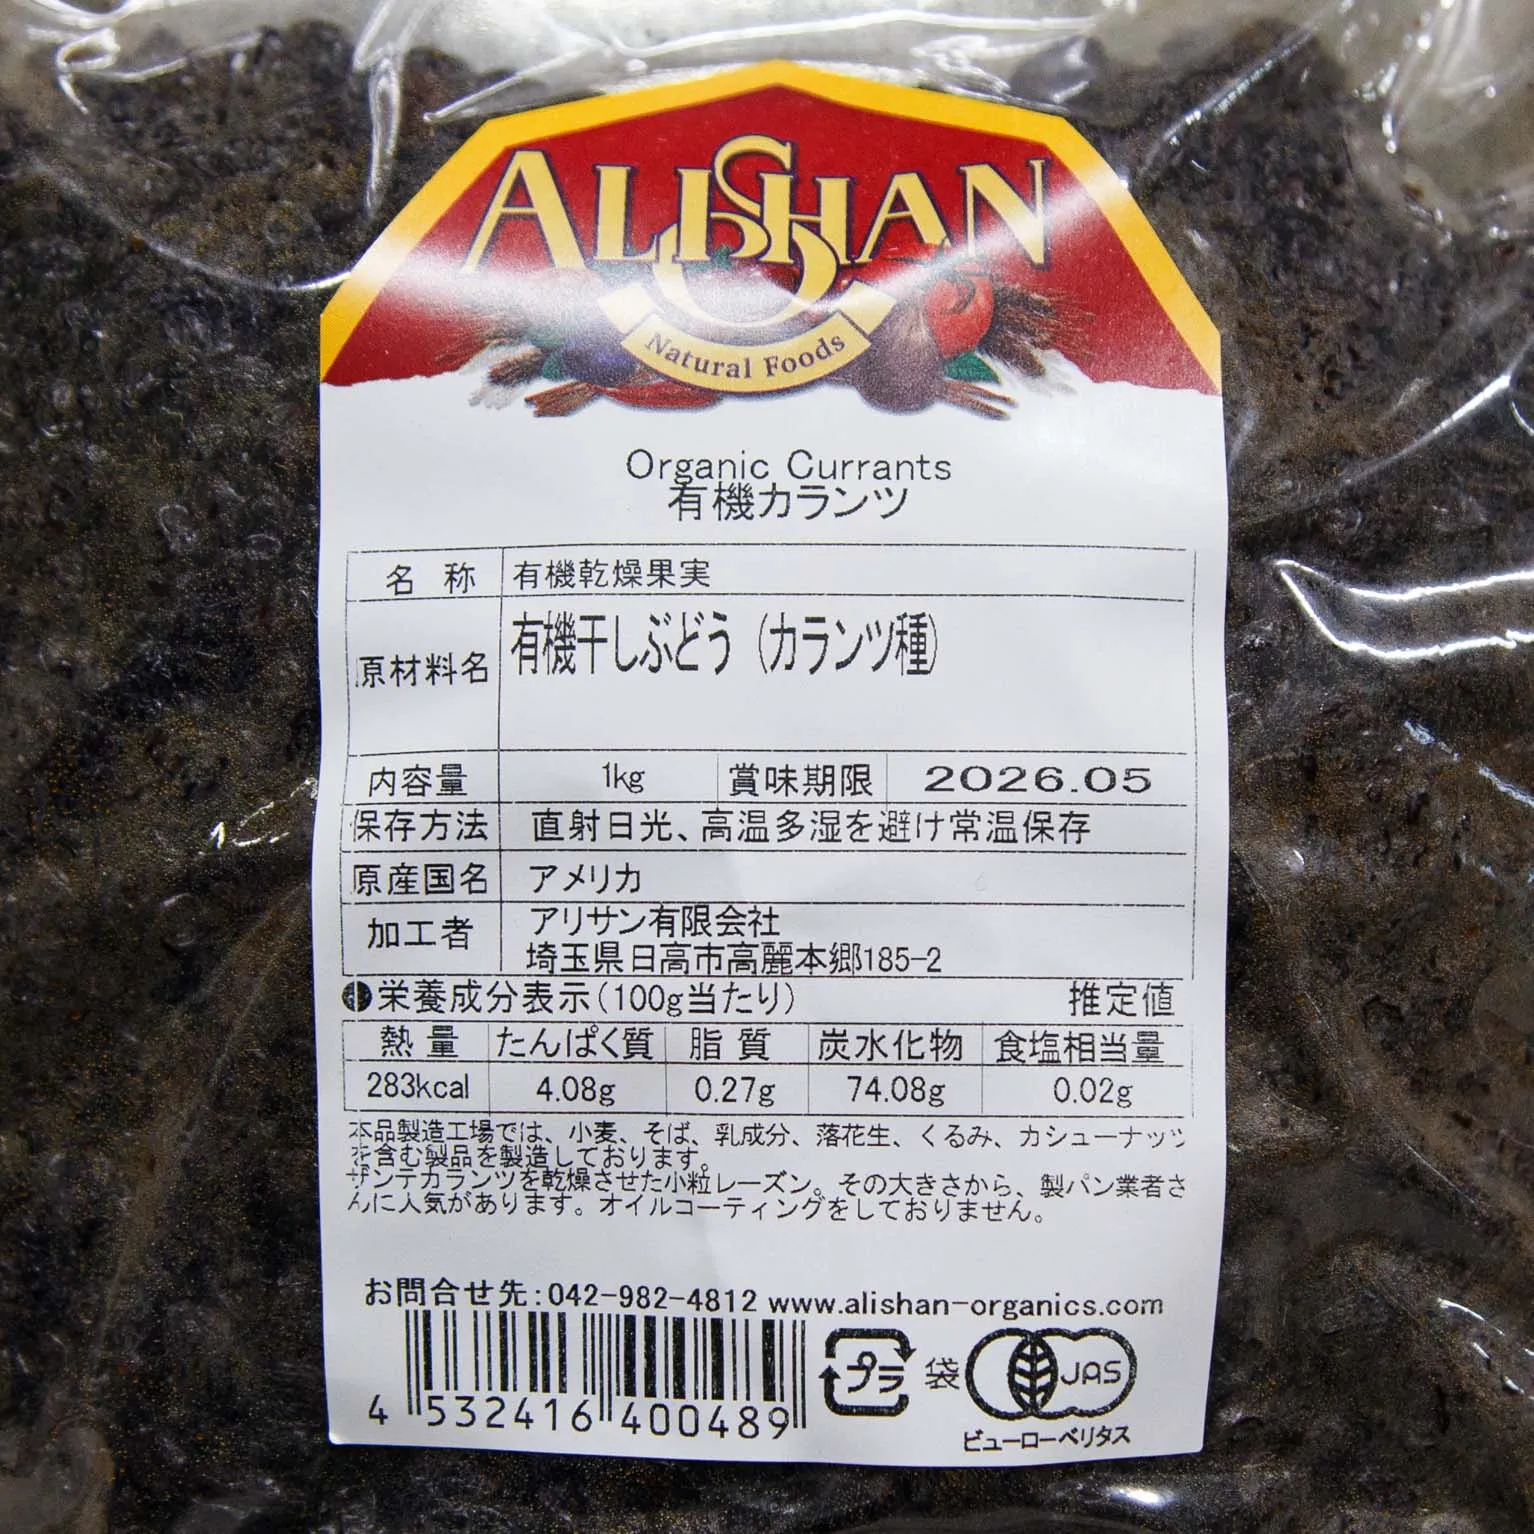 ALISHAN
Natural Foods
Organic Currants
有機カランツ
名 称 有機乾燥果実
原材料名 有機干しぶどう（カランツ種）
内容量 1kg 賞味期限 2026.05
保存方法 直射日光、高温多湿を避け常温保存
原産国名 アメリカ
加工者 アリサン有限会社
埼玉県日高市高麗本郷185-2
栄養成分表示(100g当たり) 推定値
熱 量 たんぱく質 脂 質 炭水化物 食塩相当量
283kcal 4.08g 0.27g 74.08g 0.02g
本品製造工場では、小麦、そば、乳成分、落花生、くるみ、カシューナッツ
を含む製品を製造しております。
ザンテカランツを乾燥させた小粒レーズン。その大きさから、製パン業者さ
んに人気があります。オイルコーティングをしておりません。
お問合せ先:042-982-4812 www.alishan-organics.com
4 532416 400489
プラ 袋 JAS
ビューローベリタス